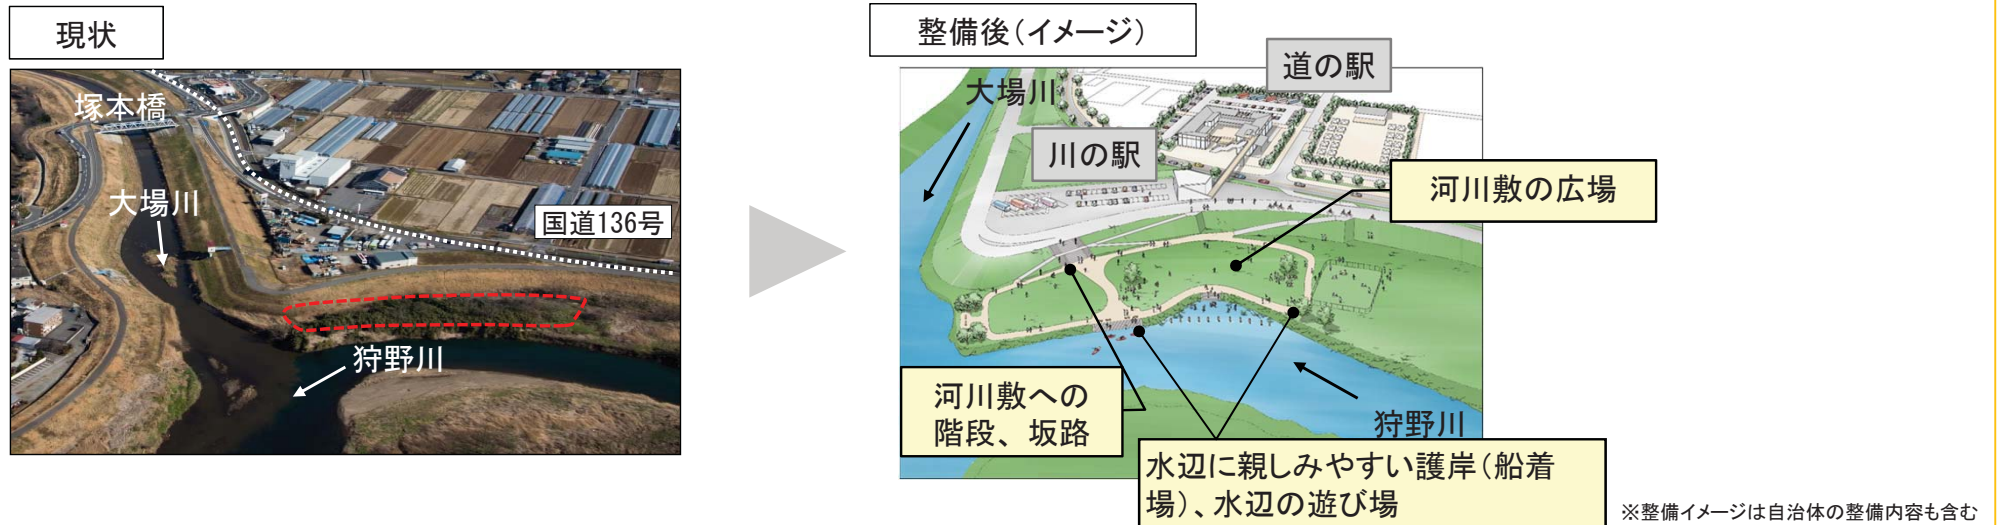 現状
塚本橋
大場川
国道136号
狩野川
整備後（イメージ）
道の駅
大場川
川の駅
河川敷の広場
河川敷への
階段、坂路
狩野川
水辺に親しみやすい護岸（船着
場）、水辺の遊び場
※整備イメージは自治体の整備内容も含む